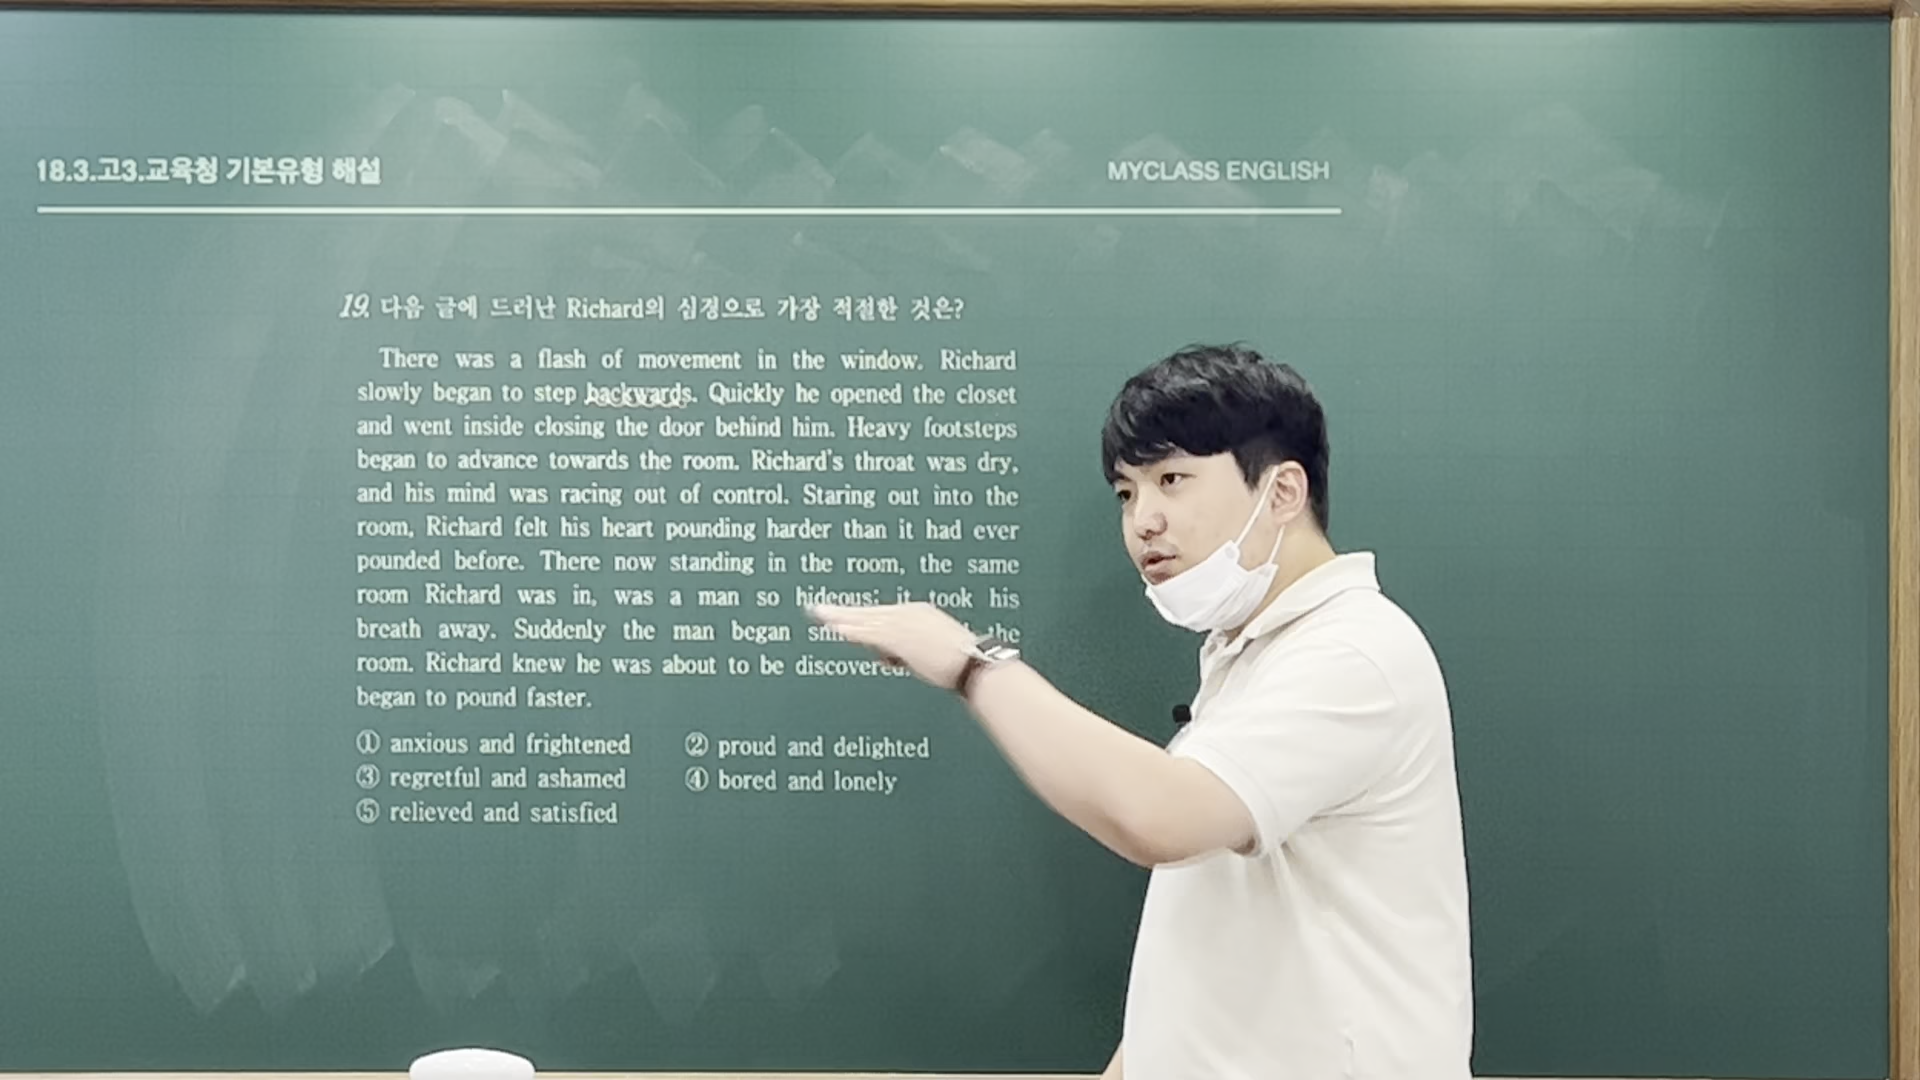 18.3.고3.교육청 기본유형 해설
MYCLASS ENGLISH
19. 다음 글에 드러난 Richard의 심경으로 가장 적절한 것은?
There was a flash of movement in the window. Richard
slowly began to step backwards. Quickly he opened the closet
and went inside closing the door behind him. Heavy footsteps
began to advance towards the room. Richard's throat was dry,
and his mind was racing out of control. Staring out into the
room, Richard felt his heart pounding harder than it had ever
pounded before. There now standing in the room, the same
room Richard was in, was a man so hideous; it took his
breath away. Suddenly the man began the
room. Richard knew he was about to be discovered.
began to pound faster.
① anxious and frightened ② proud and delighted
③ regretful and ashamed ④ bored and lonely
⑤ relieved and satisfied